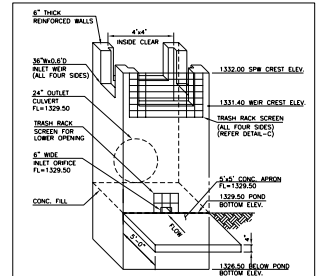 6" THICK
REINFORCED WALLS
4'x4'
INSIDE CLEAR
36"Wx0.6'D
INLET WEIR
(ALL FOUR SIDES)
24" OUTLET
CULVERT
FL=1329.50
TRASH RACK
SCREEN FOR
LOWER OPENING
6" WIDE
INLET ORIFICE
FL=1329.50
CONC. FILL
1332.00 SPW CREST ELEV.
1331.40 WEIR CREST ELEV.
TRASH RACK SCREEN
(ALL FOUR SIDES)
(REFER DETAIL-C)
5'x5' CONC. APRON
FL=1329.50
1329.50 POND
BOTTOM ELEV.
FLOW
5'-0"
4"
1326.50 BELOW POND
BOTTOM ELEV.